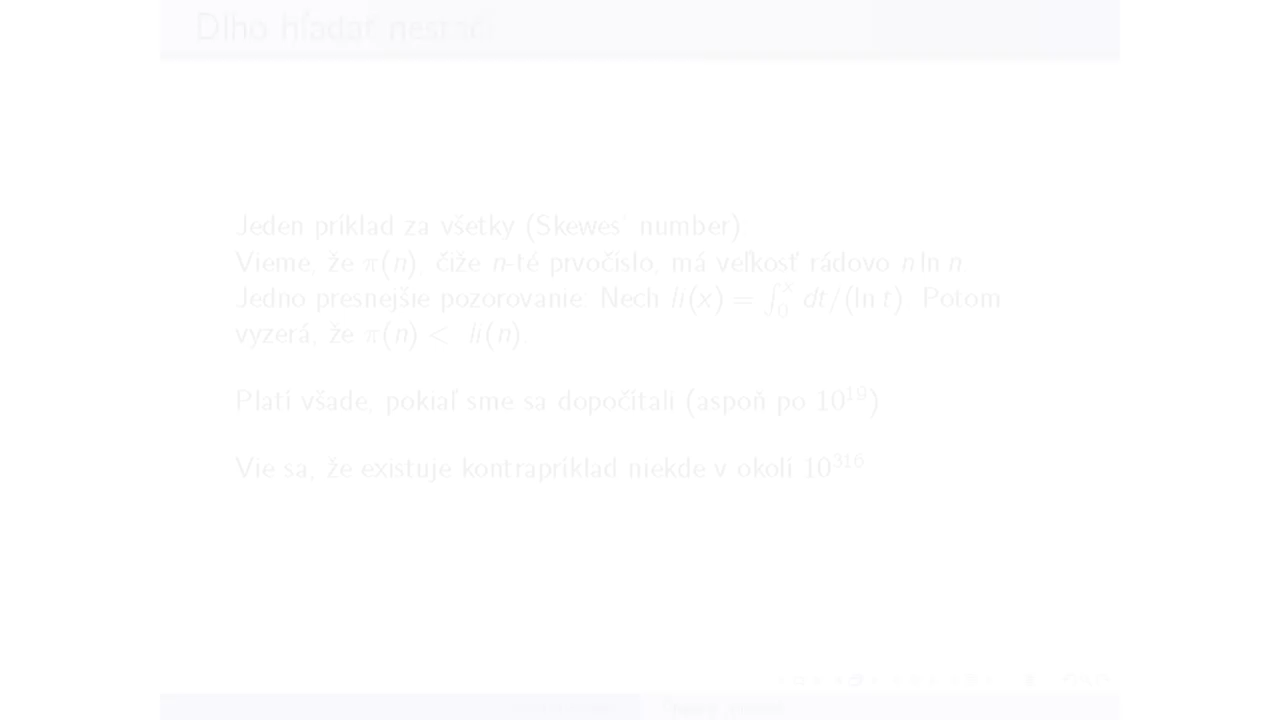 Dlho hľadať nestačí
Jeden príklad za všetky (Skewes' number)
Vieme, že π(n), čiže n-té prvočíslo, má veľkosť rádovo n ln n.
Jedno presnejšie pozorovanie: Nech li(x) = ∫₀ˣ dt/(ln t). Potom
vyzerá, že π(n) < li(n).
Platí všade, pokiaľ sme sa dopočítali (aspoň po 10¹⁹)
Vie sa, že existuje kontrapríklad niekde v okolí 10³¹⁶